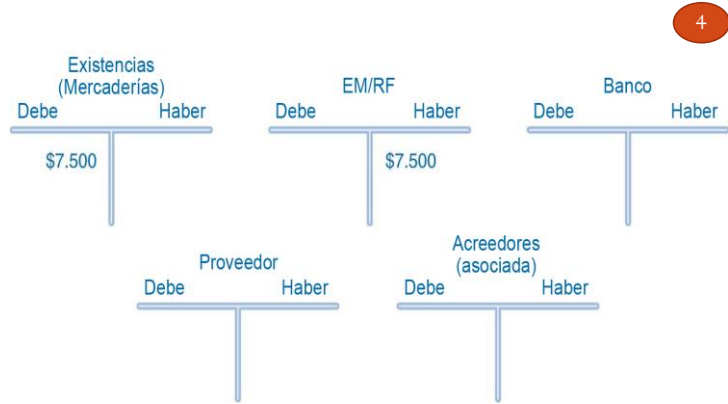 4
Existencias
(Mercaderías)
Debe Haber
$7.500
EM/RF
Debe Haber
$7.500
Banco
Debe Haber
Proveedor
Debe Haber
Acreedores
(asociada)
Debe Haber